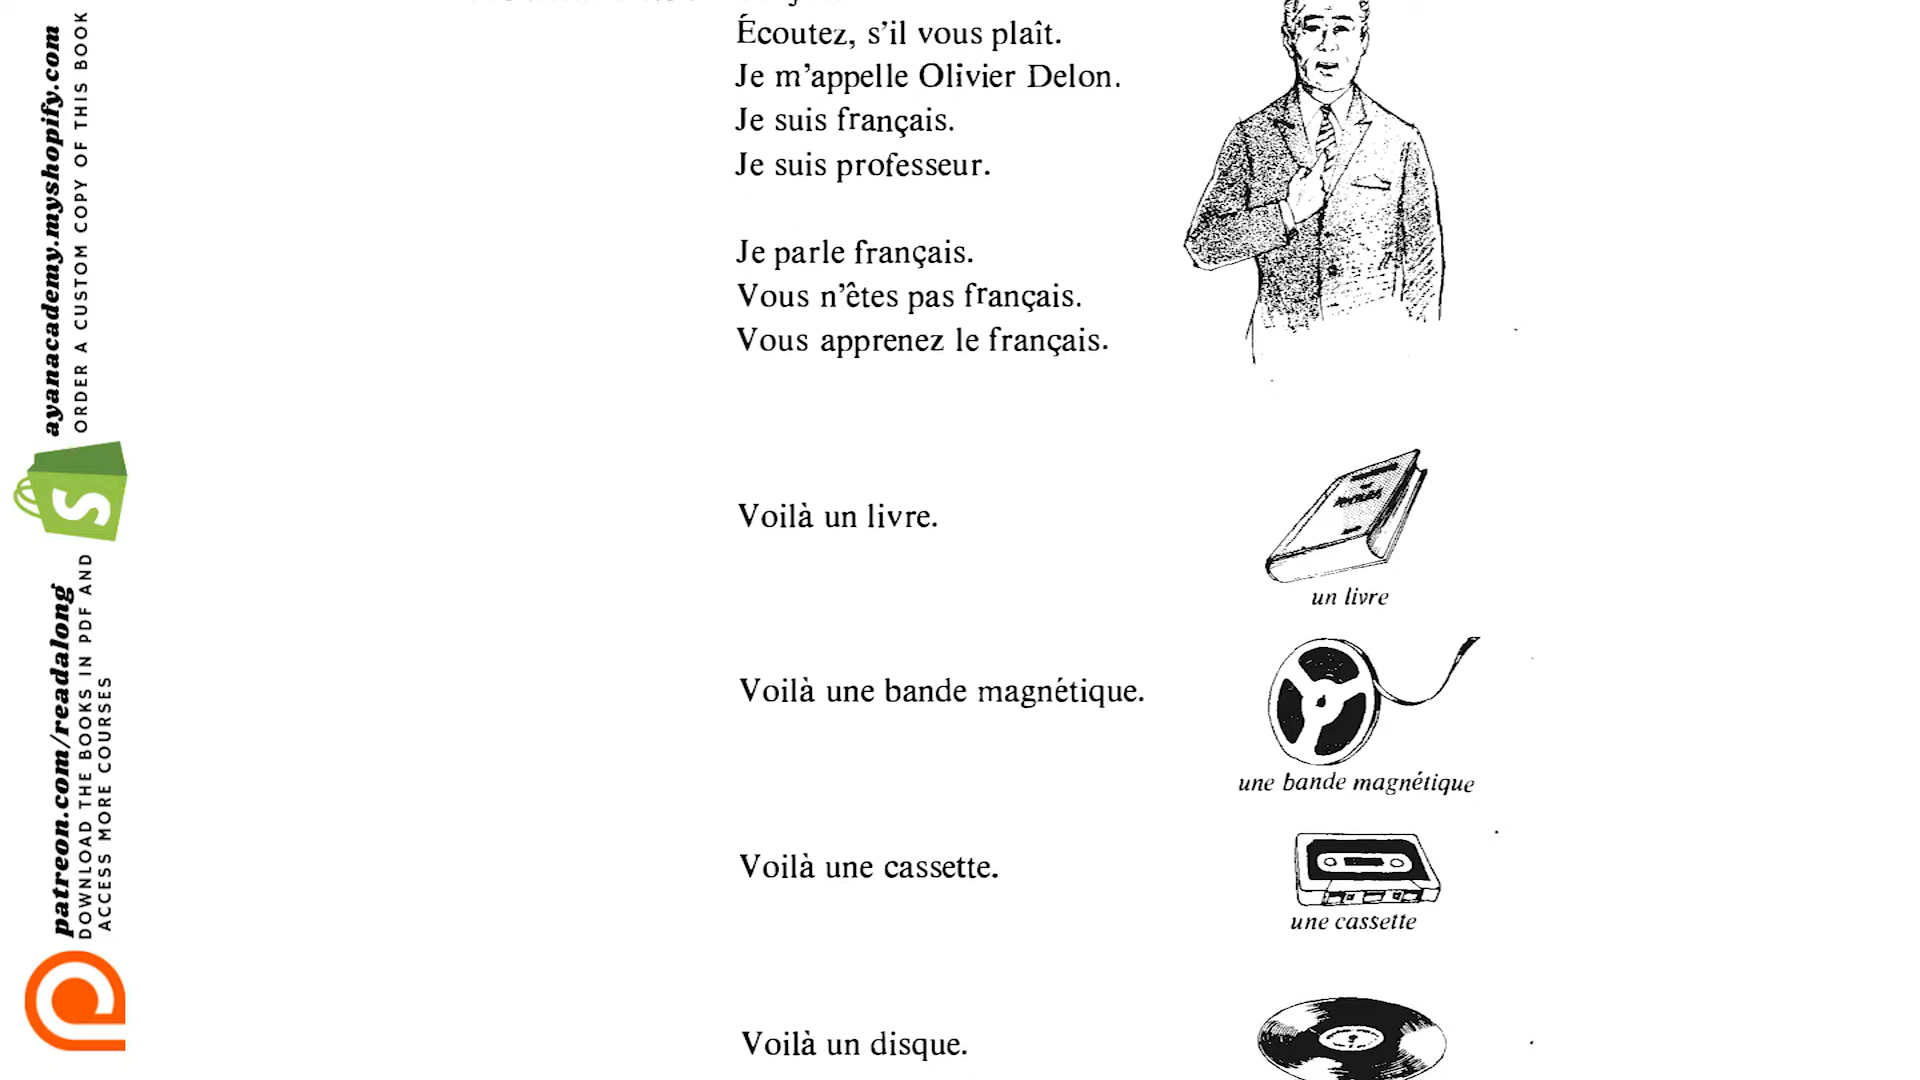 Écoutez, s'il vous plaît.
Je m'appelle Olivier Delon.
Je suis français.
Je suis professeur.
Je parle français.
Vous n'êtes pas français.
Vous apprenez le français.
Voilà un livre.
un livre
Voilà une bande magnétique.
une bande magnétique
Voilà une cassette.
une cassette
Voilà un disque.
ayanacademy.myshopify.com
ORDER A CUSTOM COPY OF THIS BOOK
patreon.com/readalong
DOWNLOAD THE BOOKS IN PDF AND
ACCESS MORE COURSES